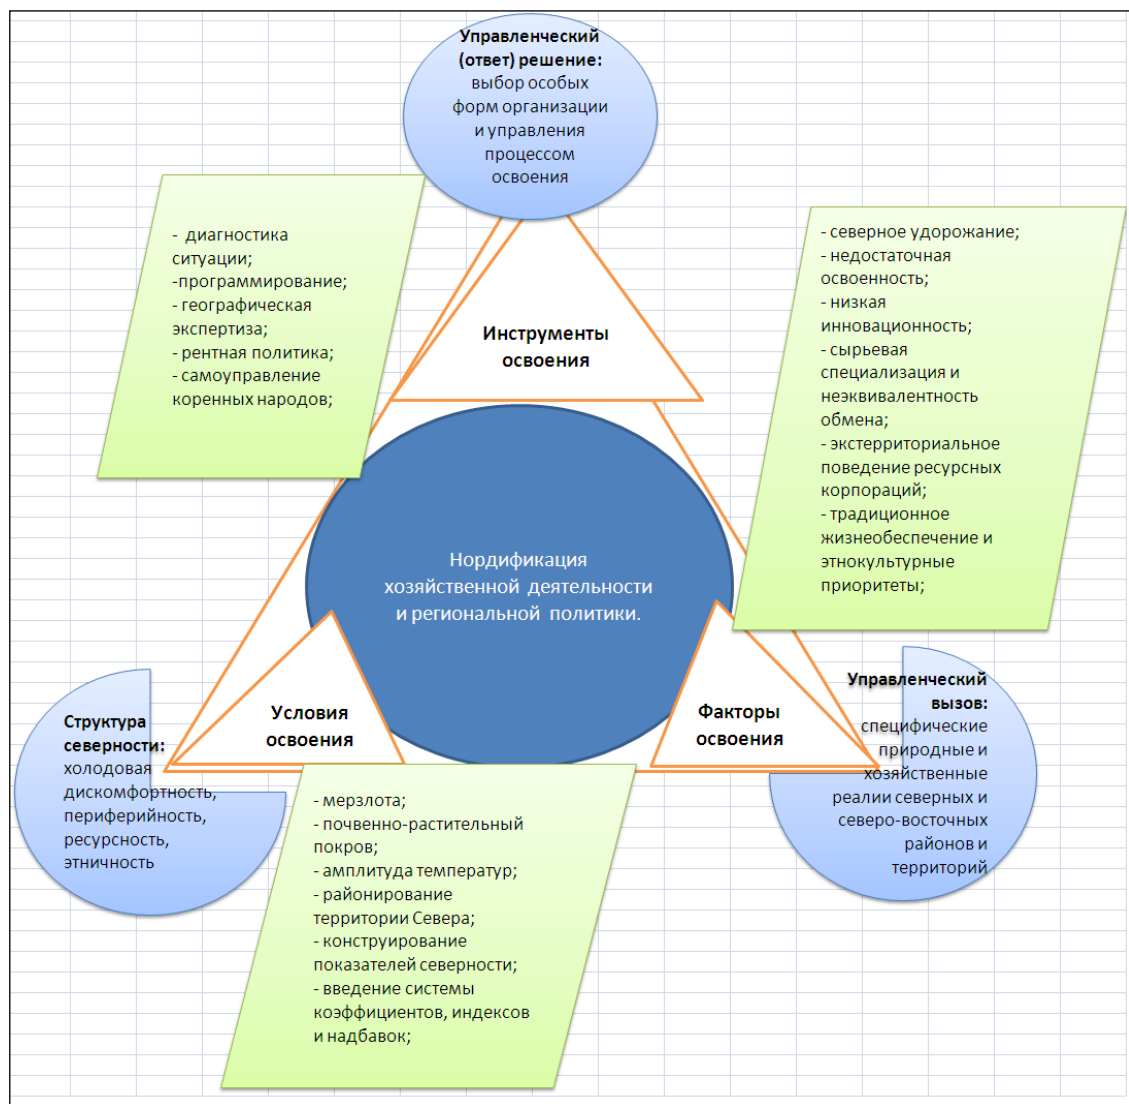 Управленческий
(ответ) решение:
выбор особых
форм организации
и управления
процессом
освоения
- диагностика
ситуации;
-программирование;
- географическая
экспертиза;
- рентная политика;
- самоуправление
коренных народов;
- северное удорожание;
- недостаточная
освоенность;
- низкая
инновационность;
- сырьевая
специализация и
неэквивалентность
обмена;
- экстерриториальное
поведение ресурсных
корпораций;
- традиционное
жизнеобеспечение и
этнокультурные
приоритеты;
Инструменты
освоения
Нордификация
хозяйственной деятельности
и региональной политики.
Условия
освоения
Факторы
освоения
Структура
северности:
холодовая
дискомфортность,
периферийность,
ресурсность,
этничность
Управленческий
вызов:
специфические
природные и
хозяйственные
реалии северных и
северо-восточных
районов и
территорий
- мерзлота;
- почвенно-растительный
покров;
- амплитуда температур;
- районирование
территории Севера;
- конструирование
показателей северности;
- введение системы
коэффициентов, индексов
и надбавок;